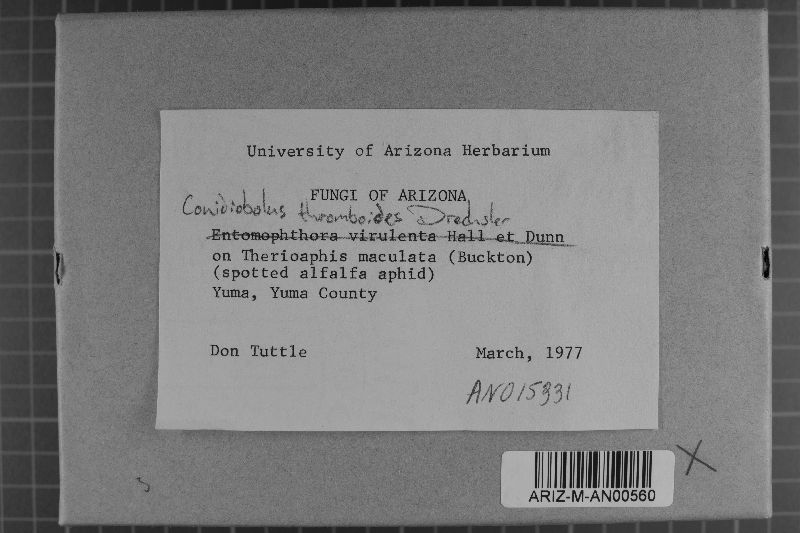 University of Arizona Herbarium
FUNGI OF ARIZONA
Conidiobolus thromboides Drechsler
Entomophthora virulenta Hall et Dunn
on Therioaphis maculata (Buckton)
(spotted alfalfa aphid)
Yuma, Yuma County
Don Tuttle March, 1977
AN015331
X
ARIZ-M-AN00560